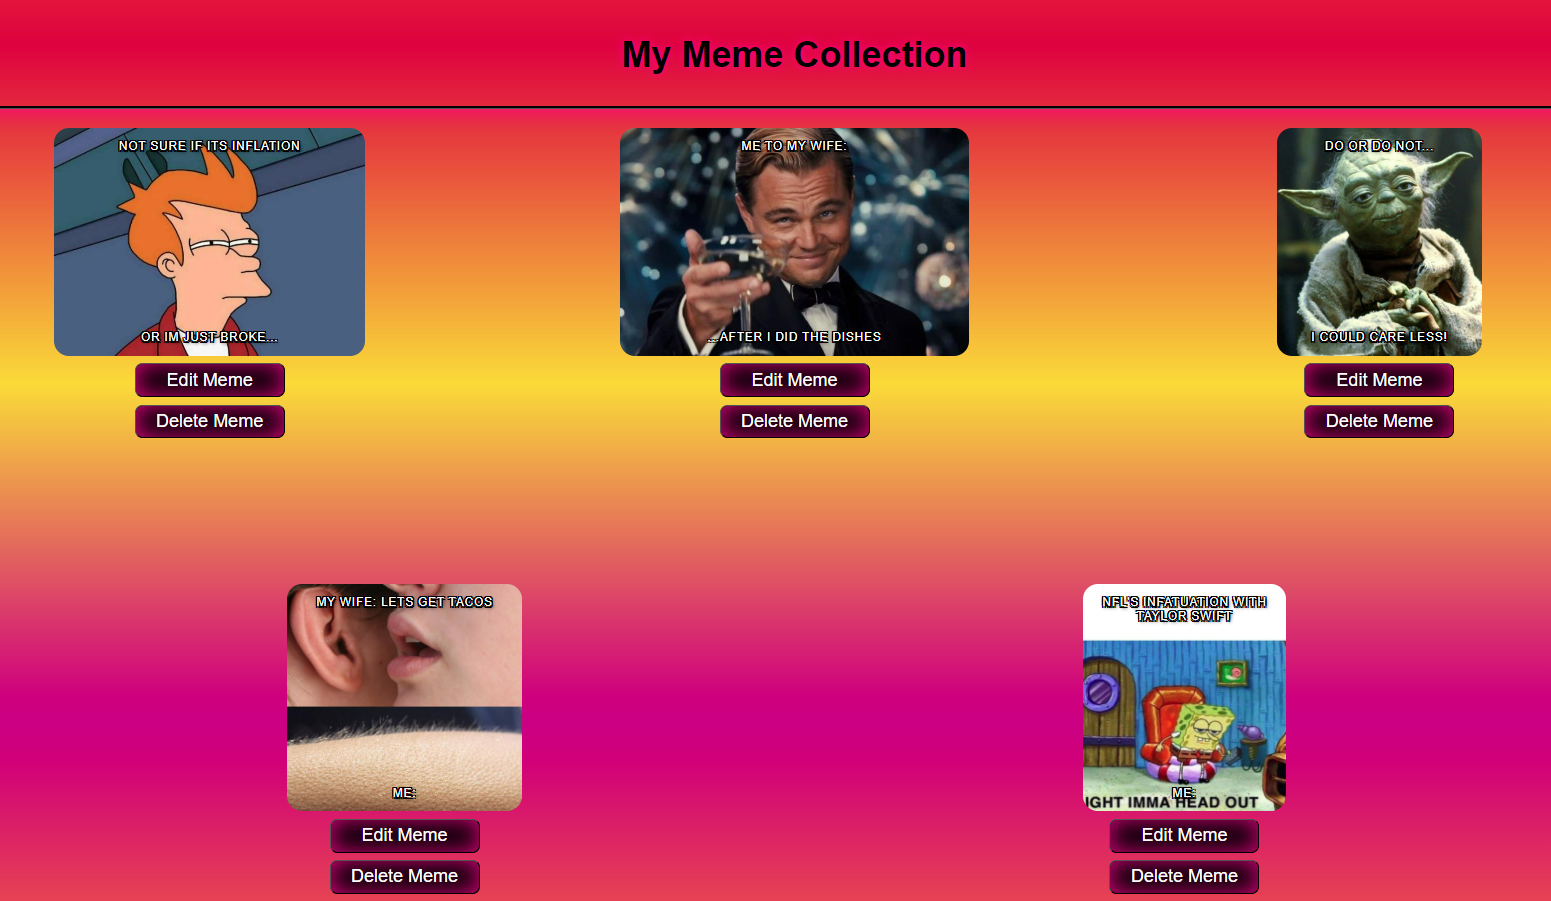 My Meme Collection
NOT SURE IF ITS INFLATION
OR IM JUST BROKE...
Edit Meme
Delete Meme
ME TO MY WIFE:
...AFTER I DID THE DISHES
Edit Meme
Delete Meme
DO OR DO NOT...
I COULD CARE LESS!
Edit Meme
Delete Meme
MY WIFE: LETS GET TACOS
ME:
Edit Meme
Delete Meme
NFL'S INFATUATION WITH
TAYLOR SWIFT
ME:
IGHT IMMA HEAD OUT
Edit Meme
Delete Meme